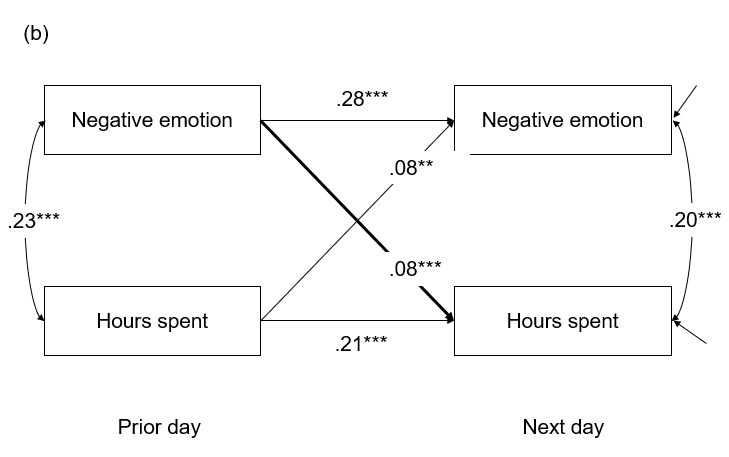 (b)
.28***
Negative emotion
Negative emotion
.08**
.23***
.20***
.08***
Hours spent
Hours spent
.21***
Prior day
Next day